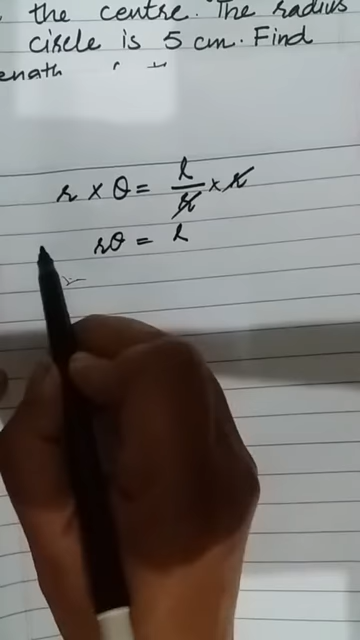 the centre. The radius
circle is 5 cm. Find
r × θ = l/r × r
rθ = l